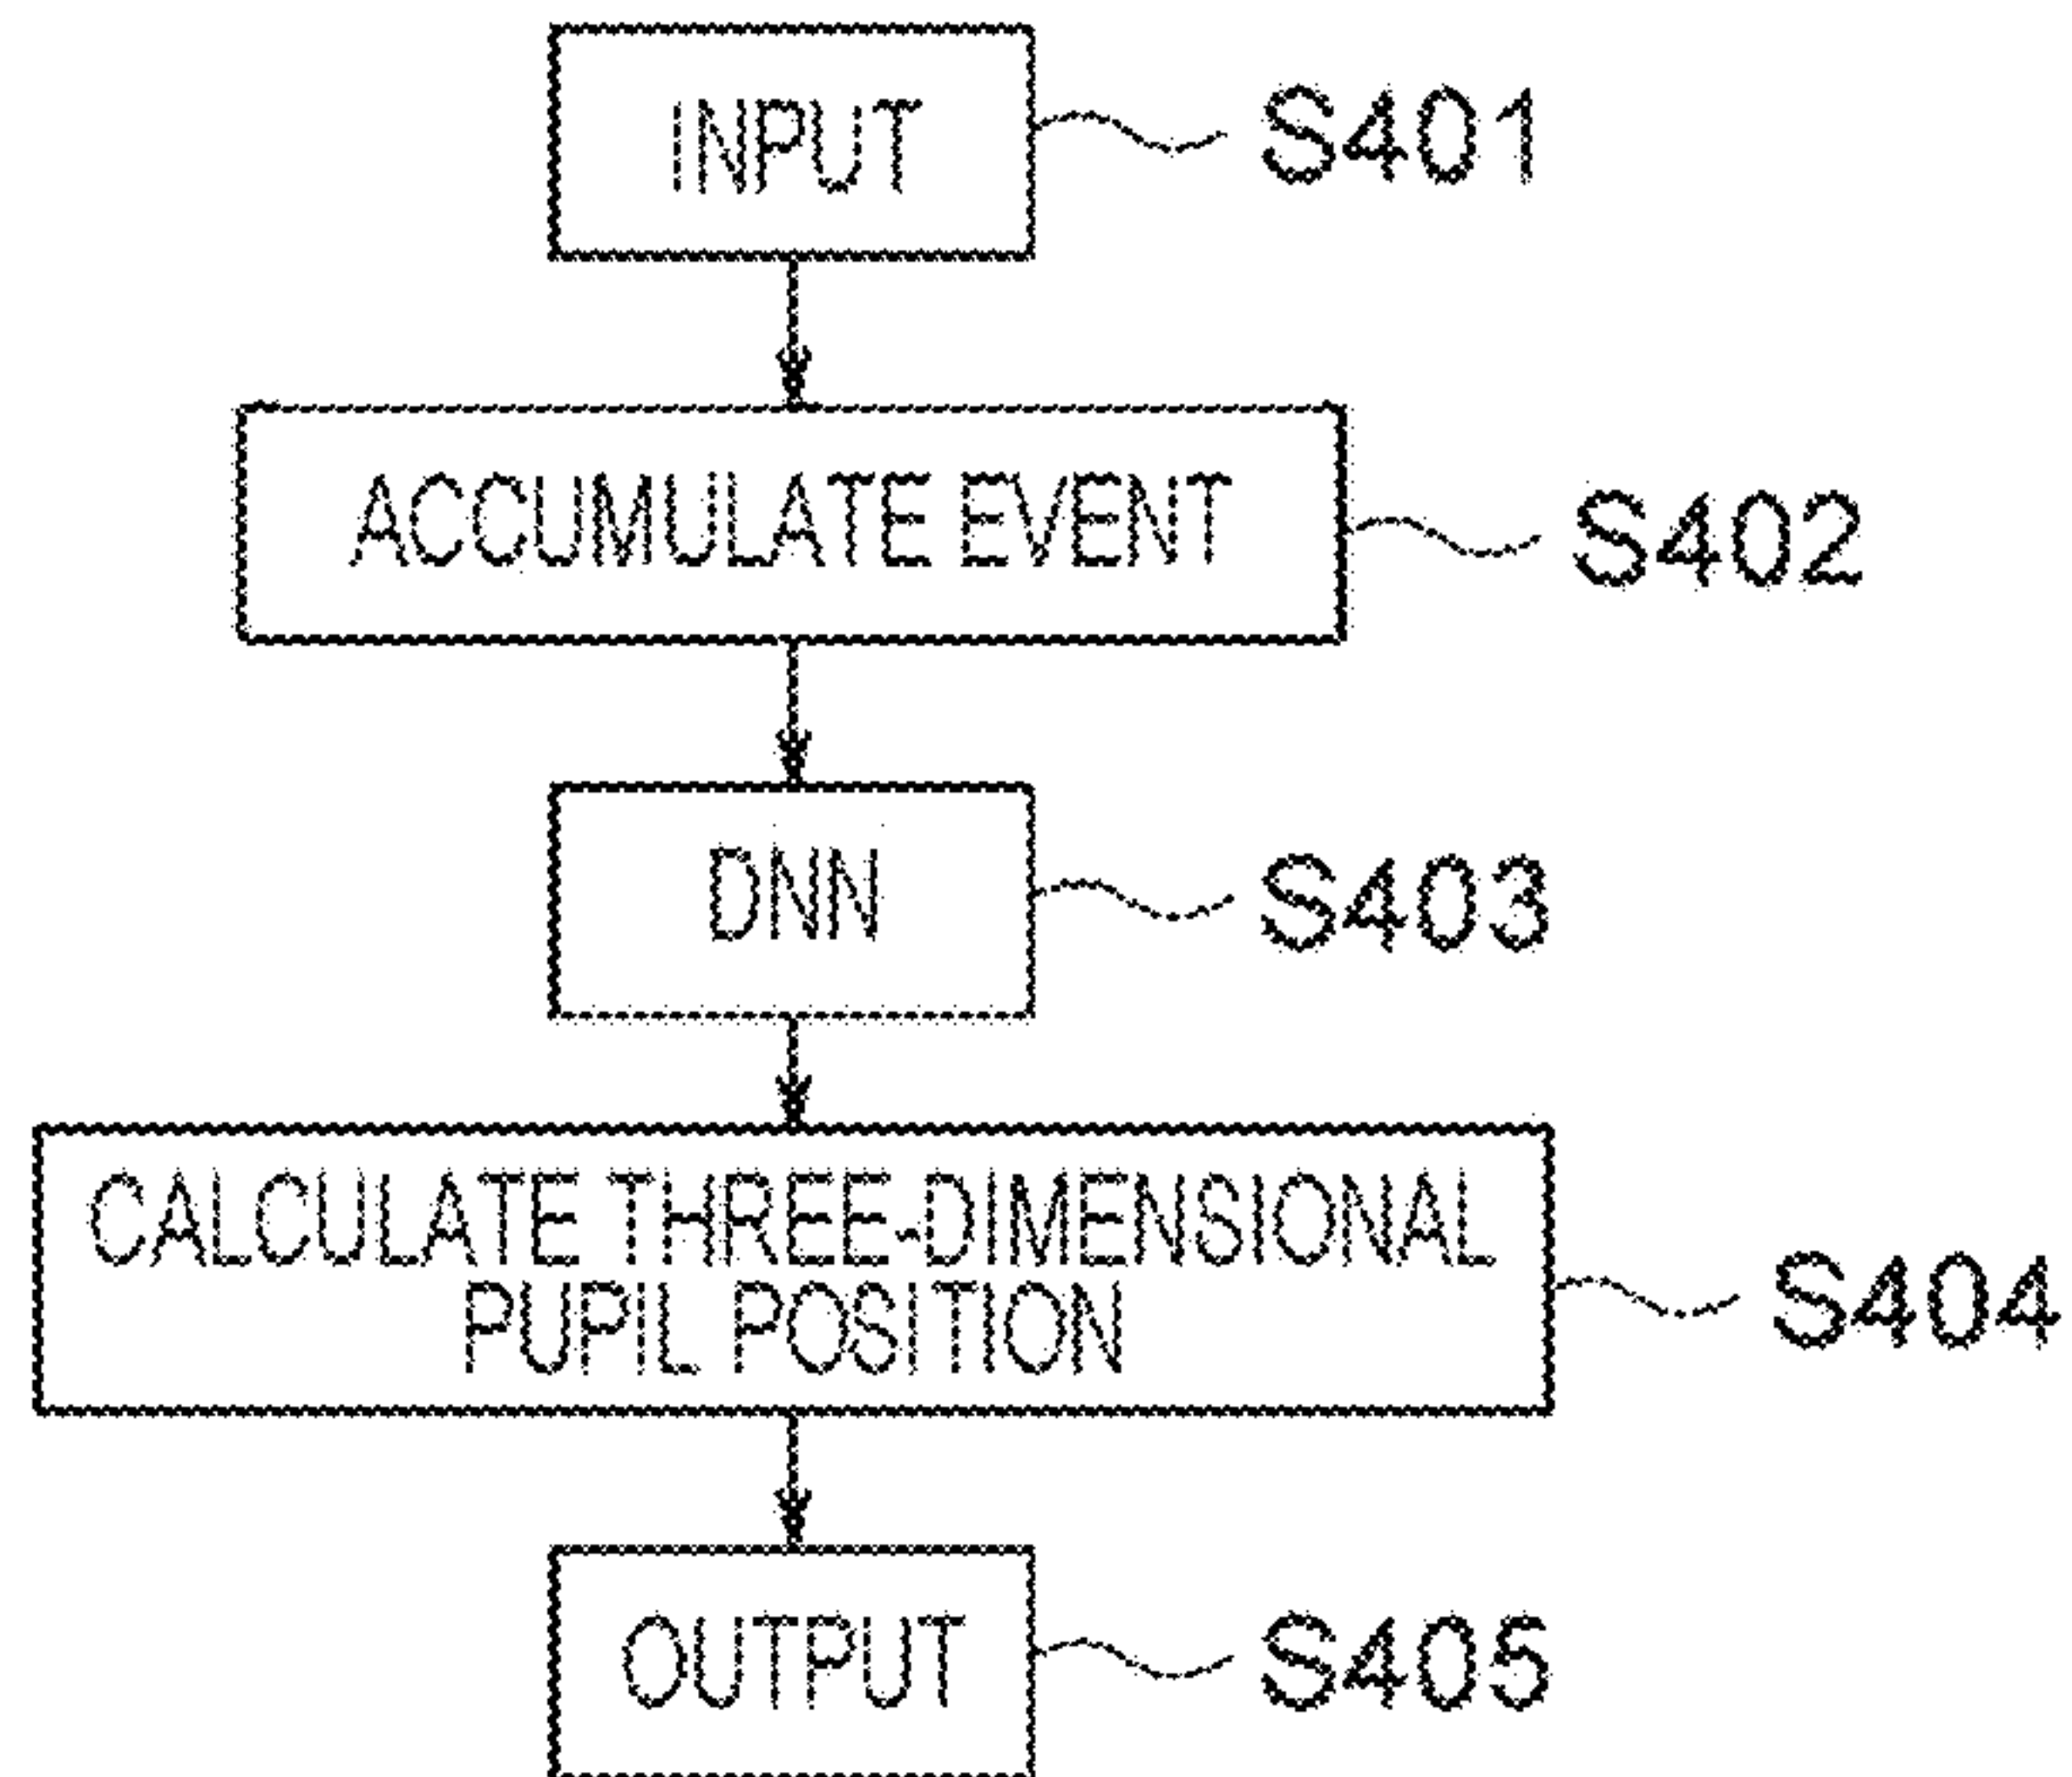 INPUT
S401
ACCUMULATE EVENT
S402
DNN
S403
CALCULATE THREE-DIMENSIONAL
PUPIL POSITION
S404
OUTPUT
S405